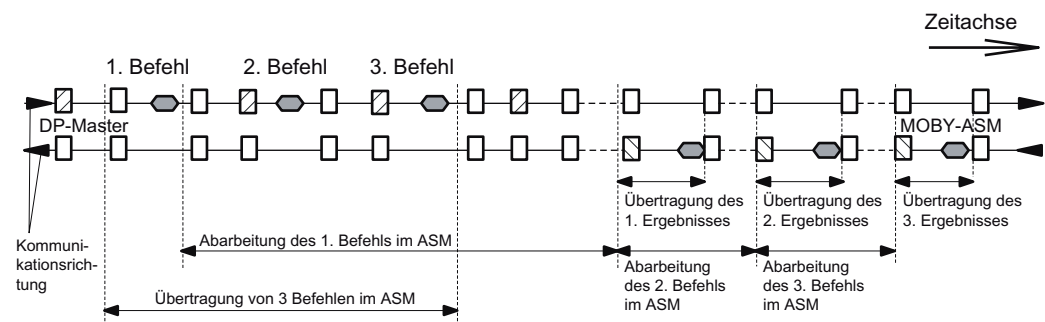 Zeitachse
1. Befehl
2. Befehl
3. Befehl
DP-Master
MOBY-ASM
Übertragung des
1. Ergebnisses
Übertragung des
2. Ergebnisses
Übertragung des
3. Ergebnisses
Kommuni-
kationsrich-
tung
Abarbeitung des 1. Befehls im ASM
Abarbeitung
des 2. Befehls
im ASM
Abarbeitung
des 3. Befehls
im ASM
Übertragung von 3 Befehlen im ASM